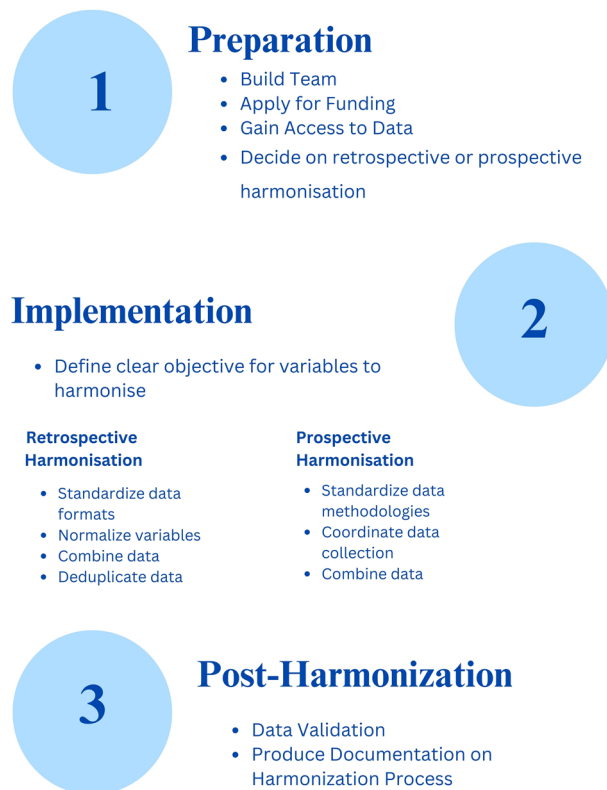 1
Preparation
• Build Team
• Apply for Funding
• Gain Access to Data
• Decide on retrospective or prospective
harmonisation
2
Implementation
• Define clear objective for variables to
harmonise
Retrospective
Harmonisation
• Standardize data
formats
• Normalize variables
• Combine data
• Deduplicate data
Prospective
Harmonisation
• Standardize data
methodologies
• Coordinate data
collection
• Combine data
3
Post-Harmonization
• Data Validation
• Produce Documentation on
Harmonization Process